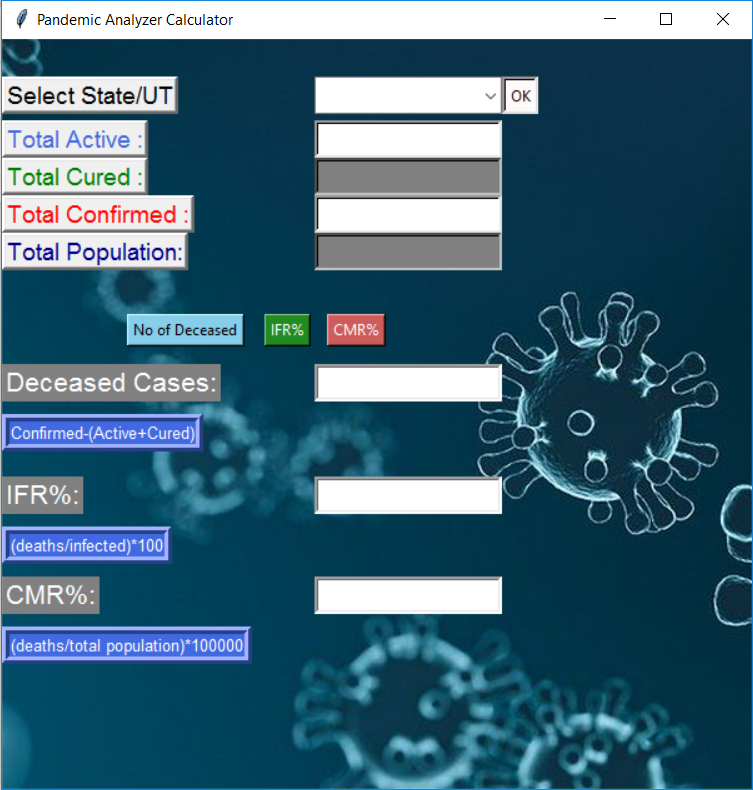 Pandemic Analyzer Calculator
Select State/UT
OK
Total Active :
Total Cured :
Total Confirmed :
Total Population:
No of Deceased IFR% CMR%
Deceased Cases:
Confirmed-(Active+Cured)
IFR%:
(deaths/infected)*100
CMR%:
(deaths/total population)*100000